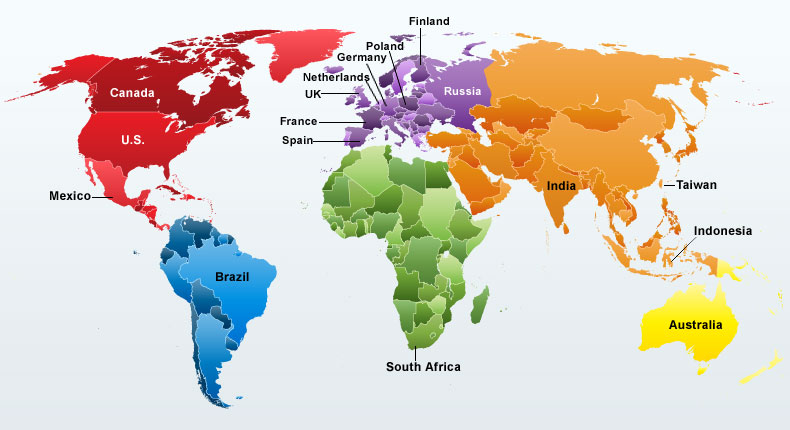 Finland
Poland
Germany
Netherlands
Canada
Russia
UK
France
U.S.
Spain
India
Taiwan
Mexico
Indonesia
Brazil
Australia
South Africa